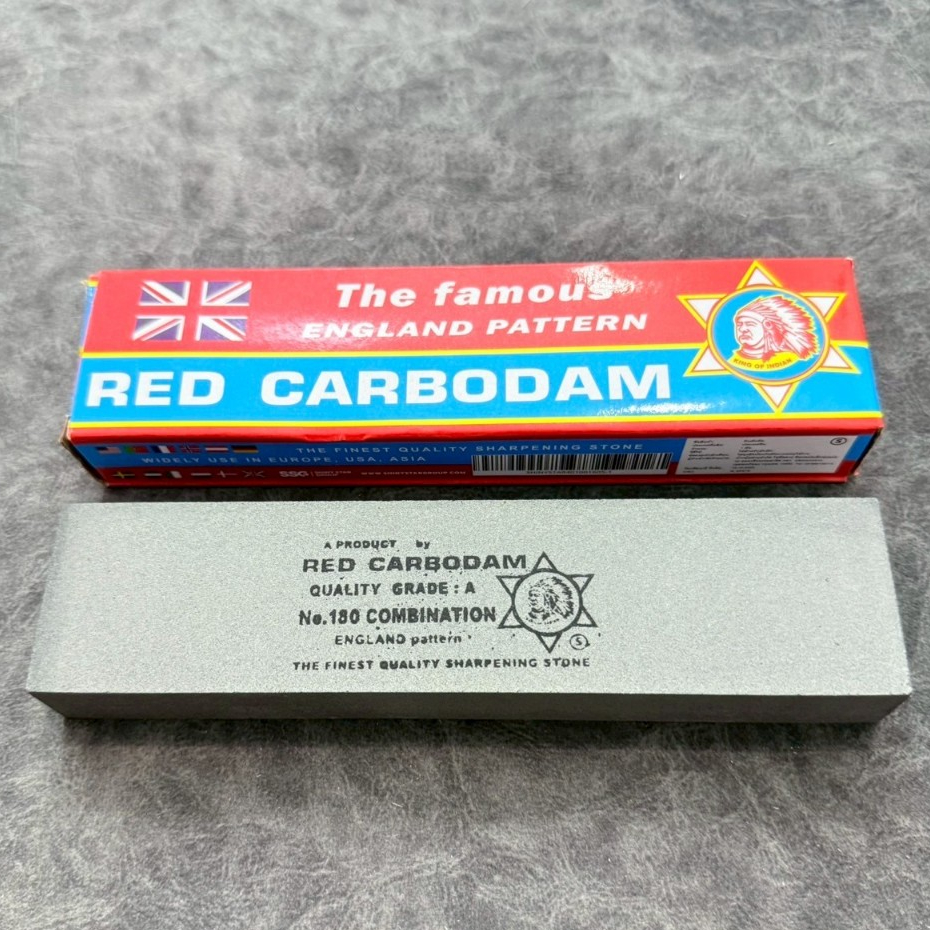 The famous
ENGLAND PATTERN
KING OF INDIAN
RED CARBODAM
THE FINEST QUALITY SHARPENING STONE
WIDELY USE IN EUROPE, USA, ASIA
SSG
A PRODUCT by
RED CARBODAM
QUALITY GRADE : A
No.180 COMBINATION
ENGLAND pattern
S
THE FINEST QUALITY SHARPENING STONE